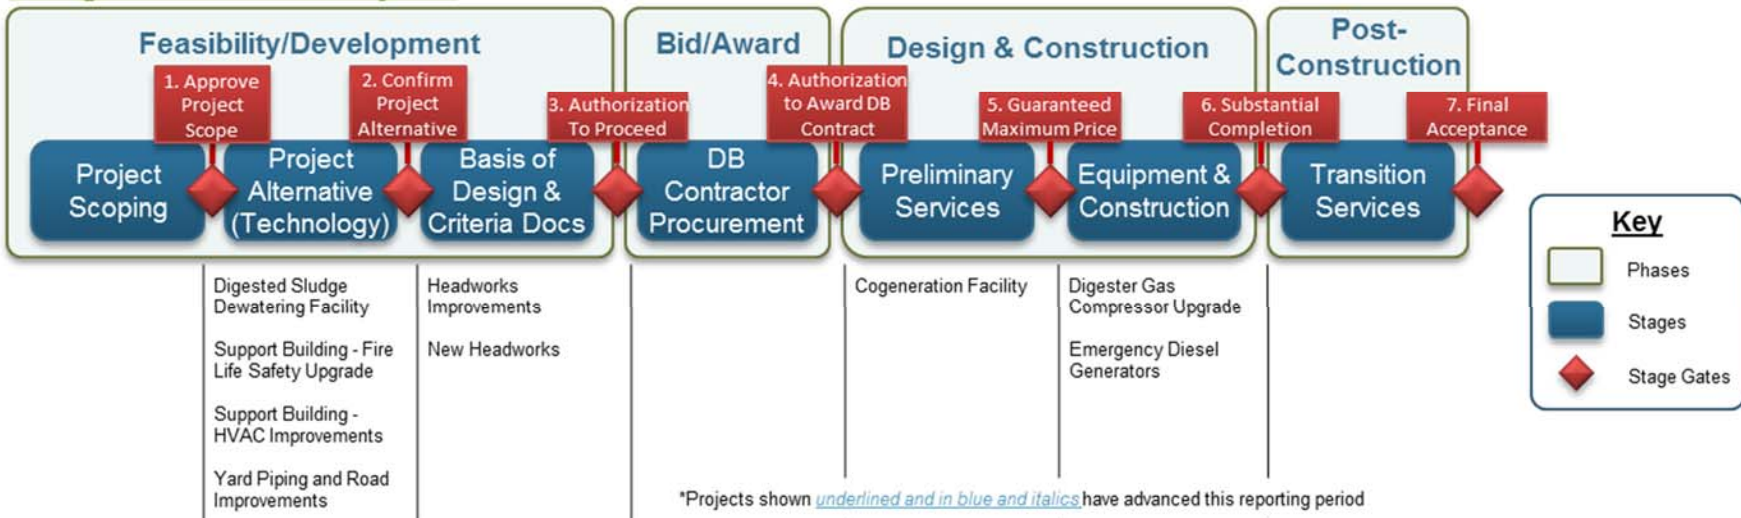 Feasibility/Development
Bid/Award
Design & Construction
Post-
Construction
1. Approve
Project
Scope
2. Confirm
Project
Alternative
3. Authorization
To Proceed
4. Authorization
to Award DB
Contract
5. Guaranteed
Maximum Price
6. Substantial
Completion
7. Final
Acceptance
Project
Scoping
Project
Alternative
(Technology)
Basis of
Design &
Criteria Docs
DB
Contractor
Procurement
Preliminary
Services
Equipment &
Construction
Transition
Services
Digested Sludge
Dewatering Facility
Support Building - Fire
Life Safety Upgrade
Support Building -
HVAC Improvements
Yard Piping and Road
Improvements
Headworks
Improvements
New Headworks
Cogeneration Facility
Digester Gas
Compressor Upgrade
Emergency Diesel
Generators
*Projects shown underlined and in blue and italics have advanced this reporting period
Key
Phases
Stages
Stage Gates